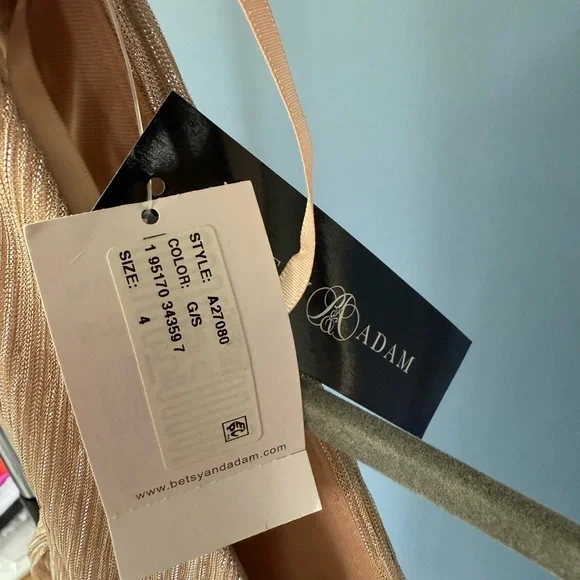 STYLE: A27080
COLOR: G/S
1 95170 34359 7
SIZE: 4
www.betsyandadam.com
ADAM